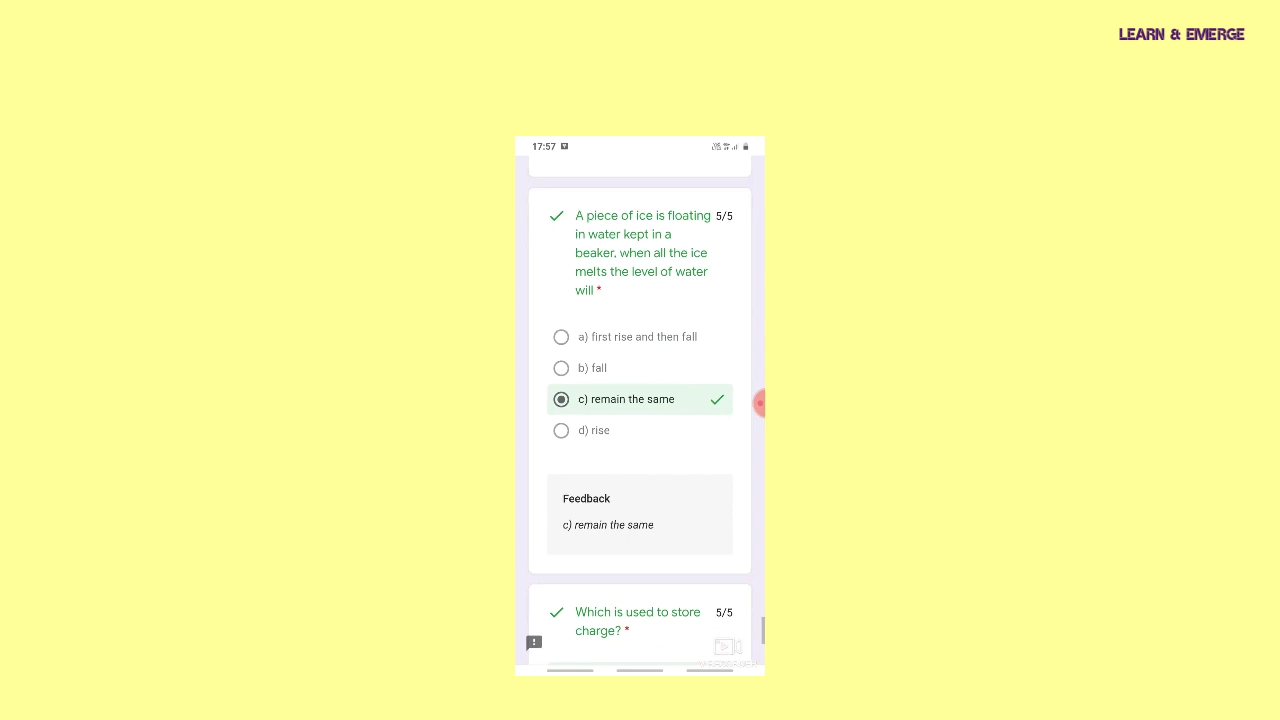 LEARN & EMERGE
17:57
A piece of ice is floating 5/5
in water kept in a
beaker, when all the ice
melts the level of water
will *
a) first rise and then fall
b) fall
c) remain the same
d) rise
Feedback
c) remain the same
Which is used to store 5/5
charge? *